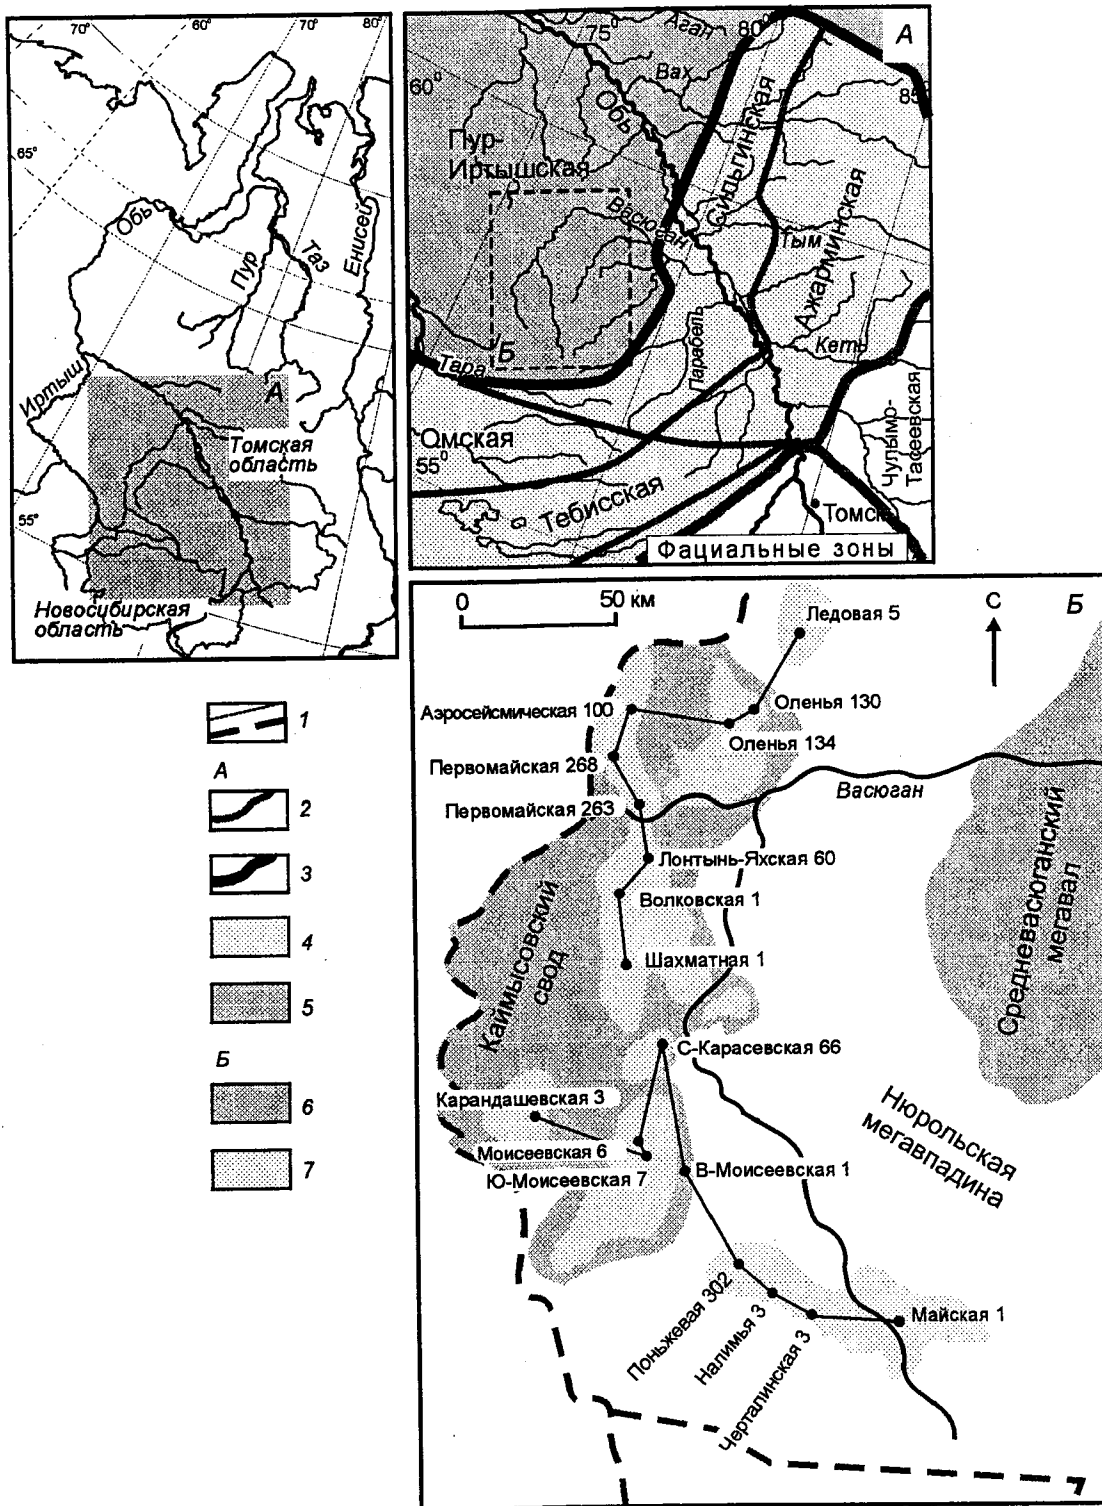 70°
60°
70°
80°
65°
55°
Обь
Пур
Таз
Енисей
Иртыш
А
Томская
область
Новосибирская
область
А
75°
80°
85
60°
55°
Аган
Вах
Обь
Пур-
Иртышская
Васюган
Сильгинская
Тым
Ажарминская
Б
Тара
Парабель
Кеть
Омская
Тебисская
Чулымо-
Тасеевская
Томск
Фациальные зоны
1
А
2
3
4
5
Б
6
7
0 50 км
С
Б
Ледовая 5
Аэросейсмическая 100
Оленья 130
Оленья 134
Первомайская 268
Васюган
Первомайская 263
Лонтынь-Яхская 60
Волковская 1
Шахматная 1
Каймысовский
свод
Средневасюганский
мегавал
С-Карасевская 66
Карандашевская 3
Нюрольская
мегавпадина
Моисеевская 6
В-Моисеевская 1
Ю-Моисеевская 7
Поньжевая 302
Налимья 3
Черталинская 3
Майская 1